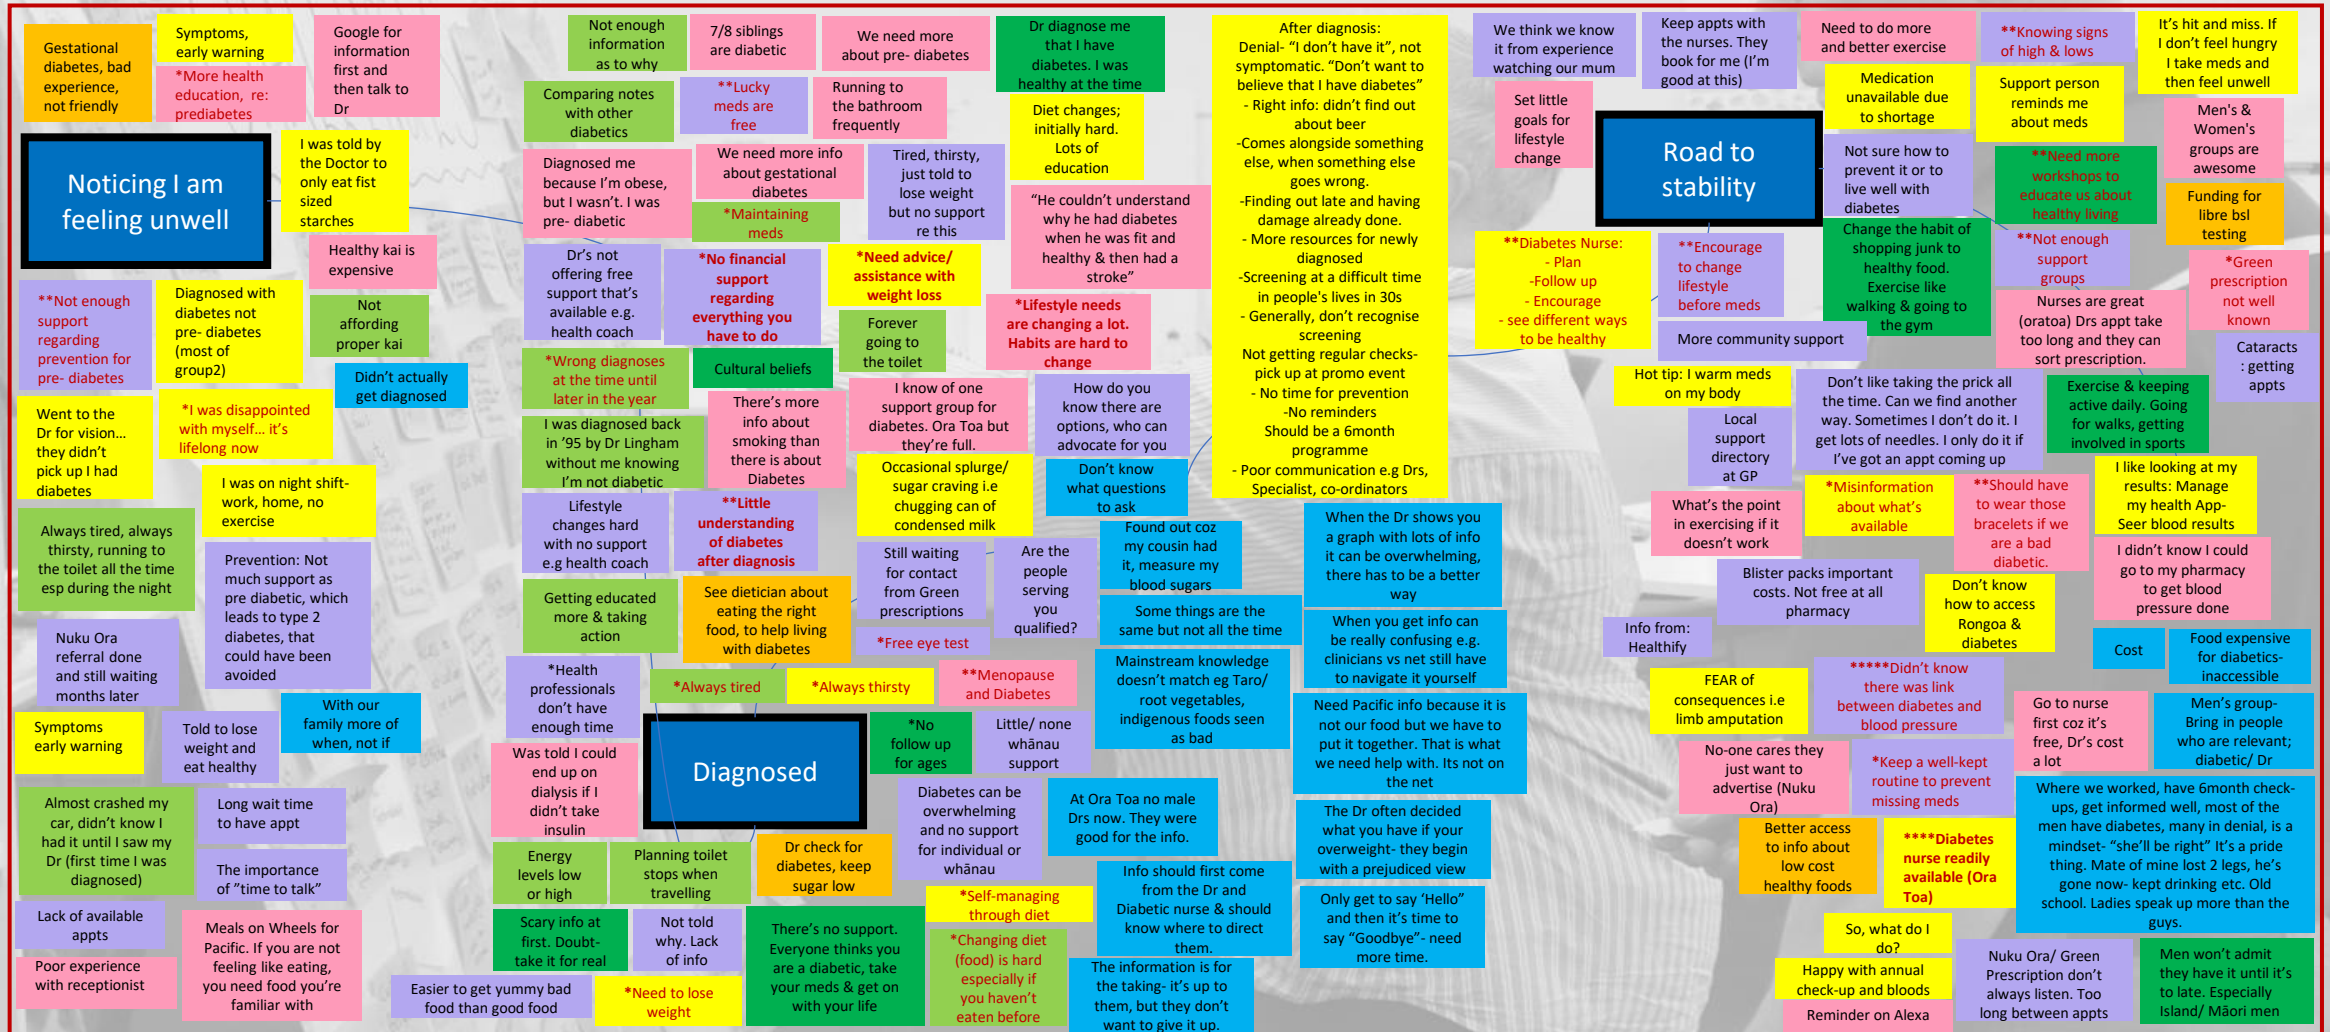 Gestational
diabetes, bad
experience,
not friendly
Symptoms,
early warning
*More health
education, re:
prediabetes
Google for
information
first and
then talk to
Dr
Noticing I am
feeling unwell
I was told by
the Doctor to
only eat fist
sized
starches
Healthy kai is
expensive
**Not enough
support
regarding
prevention for
pre- diabetes
Diagnosed with
diabetes not
pre- diabetes
(most of
group2)
Not
affording
proper kai
Didn't actually
get diagnosed
Went to the
Dr for vision...
they didn't
pick up I had
diabetes
*I was disappointed
with myself... it's
lifelong now
I was on night shift-
work, home, no
exercise
Always tired, always
thirsty, running to
the toilet all the time
esp during the night
Prevention: Not
much support as
pre diabetic, which
leads to type 2
diabetes, that
could have been
avoided
Nuku Ora
referral done
and still waiting
months later
With our
family more of
when, not if
Symptoms
early warning
Told to lose
weight and
eat healthy
Almost crashed my
car, didn't know I
had it until I saw my
Dr (first time I was
diagnosed)
Long wait time
to have appt
The importance
of "time to talk"
Lack of available
appts
Poor experience
with receptionist
Meals on Wheels for
Pacific. If you are not
feeling like eating,
you need food you're
familiar with
Not enough
information
as to why
7/8 siblings
are diabetic
We need more
about pre- diabetes
Dr diagnose me
that I have
diabetes. I was
healthy at the time
Comparing notes
with other
diabetics
**Lucky
meds are
free
Running to
the bathroom
frequently
Diet changes;
initially hard.
Lots of
education
Diagnosed me
because I'm obese,
but I wasn't. I was
pre- diabetic
We need more info
about gestational
diabetes
*Maintaining
meds
Tired, thirsty,
just told to
lose weight
but no support
re this
"He couldn't understand
why he had diabetes
when he was fit and
healthy & then had a
stroke"
Dr's not
offering free
support that's
available e.g.
health coach
*No financial
support
regarding
everything you
have to do
*Need advice/
assistance with
weight loss
Forever
going to
the toilet
*Lifestyle needs
are changing a lot.
Habits are hard to
change
*Wrong diagnoses
at the time until
later in the year
Cultural beliefs
There's more
info about
smoking than
there is about
Diabetes
I know of one
support group for
diabetes. Ora Toa but
they're full.
How do you
know there are
options, who can
advocate for you
I was diagnosed back
in '95 by Dr Lingham
without me knowing
I'm not diabetic
Occasional splurge/
sugar craving i.e
chugging can of
condensed milk
Don't know
what questions
to ask
Lifestyle
changes hard
with no support
e.g health coach
**Little
understanding
of diabetes
after diagnosis
Still waiting
for contact
from Green
prescriptions
Are the
people
serving
you
qualified?
Found out coz
my cousin had
it, measure my
blood sugars
Getting educated
more & taking
action
See dietician about
eating the right
food, to help living
with diabetes
*Free eye test
Some things are the
same but not all the time
*Health
professionals
don't have
enough time
*Always tired
*Always thirsty
**Menopause
and Diabetes
Mainstream knowledge
doesn't match eg Taro/
root vegetables,
indigenous foods seen
as bad
Was told I could
end up on
dialysis if I
didn't take
insulin
Diagnosed
*No
follow up
for ages
Little/ none
whānau
support
Diabetes can be
overwhelming
and no support
for individual or
whānau
At Ora Toa no male
Drs now. They were
good for the info.
Energy
levels low
or high
Planning toilet
stops when
travelling
Dr check for
diabetes, keep
sugar low
*Self-managing
through diet
Info should first come
from the Dr and
Diabetic nurse & should
know where to direct
them.
Scary info at
first. Doubt-
take it for real
Not told
why. Lack
of info
There's no support.
Everyone thinks you
are a diabetic, take
your meds & get on
with your life
*Changing diet
(food) is hard
especially if
you haven't
eaten before
The information is for
the taking- it's up to
them, but they don't
want to give it up.
Easier to get yummy bad
food than good food
*Need to lose
weight
After diagnosis:
Denial- "I don't have it", not
symptomatic. "Don't want to
believe that I have diabetes"
- Right info: didn't find out
about beer
-Comes alongside something
else, when something else
goes wrong.
-Finding out late and having
damage already done.
- More resources for newly
diagnosed
-Screening at a difficult time
in people's lives in 30s
- Generally, don't recognise
screening
Not getting regular checks-
pick up at promo event
- No time for prevention
-No reminders
Should be a 6month
programme
- Poor communication e.g Drs,
Specialist, co-ordinators
When the Dr shows you
a graph with lots of info
it can be overwhelming,
there has to be a better
way
When you get info can
be really confusing e.g.
clinicians vs net still have
to navigate it yourself
Need Pacific info because it is
not our food but we have to
put it together. That is what
we need help with. Its not on
the net
The Dr often decided
what you have if your
overweight- they begin
with a prejudiced view
Only get to say 'Hello"
and then it's time to
say "Goodbye"- need
more time.
We think we know
it from experience
watching our mum
Keep appts with
the nurses. They
book for me (I'm
good at this)
Need to do more
and better exercise
**Knowing signs
of high & lows
It's hit and miss. If
I don't feel hungry
I take meds and
then feel unwell
Set little
goals for
lifestyle
change
Road to
stability
Medication
unavailable due
to shortage
Support person
reminds me
about meds
Men's &
Women's
groups are
awesome
Not sure how to
prevent it or to
live well with
diabetes
**Need more
workshops to
educate us about
healthy living
Funding for
libre bsl
testing
**Diabetes Nurse:
- Plan
-Follow up
- Encourage
- see different ways
to be healthy
**Encourage
to change
lifestyle
before meds
Change the habit of
shopping junk to
healthy food.
Exercise like
walking & going to
the gym
**Not enough
support
groups
*Green
prescription
not well
known
More community support
Nurses are great
(oratoa) Drs appt take
too long and they can
sort prescription.
Cataracts
: getting
appts
Hot tip: I warm meds
on my body
Don't like taking the prick all
the time. Can we find another
way. Sometimes I don't do it. I
get lots of needles. I only do it if
I've got an appt coming up
Exercise & keeping
active daily. Going
for walks, getting
involved in sports
Local
support
directory
at GP
I like looking at my
results: Manage
my health App-
Seer blood results
What's the point
in exercising if it
doesn't work
*Misinformation
about what's
available
**Should have
to wear those
bracelets if we
are a bad
diabetic.
I didn't know I could
go to my pharmacy
to get blood
pressure done
Blister packs important
costs. Not free at all
pharmacy
Don't know
how to access
Rongoa &
diabetes
Info from:
Healthify
Cost
Food expensive
for diabetics-
inaccessible
FEAR of
consequences i.e
limb amputation
*****Didn't know
there was link
between diabetes and
blood pressure
Go to nurse
first coz it's
free, Dr's cost
a lot
Men's group-
Bring in people
who are relevant;
diabetic/ Dr
No-one cares they
just want to
advertise (Nuku
Ora)
*Keep a well-kept
routine to prevent
missing meds
Where we worked, have 6month check-
ups, get informed well, most of the
men have diabetes, many in denial, is a
mindset- "she'll be right" It's a pride
thing. Mate of mine lost 2 legs, he's
gone now- kept drinking etc. Old
school. Ladies speak up more than the
guys.
Better access
to info about
low cost
healthy foods
****Diabetes
nurse readily
available (Ora
Toa)
So, what do I
do?
Happy with annual
check-up and bloods
Reminder on Alexa
Nuku Ora/ Green
Prescription don't
always listen. Too
long between appts
Men won't admit
they have it until it's
to late. Especially
Island/ Māori men